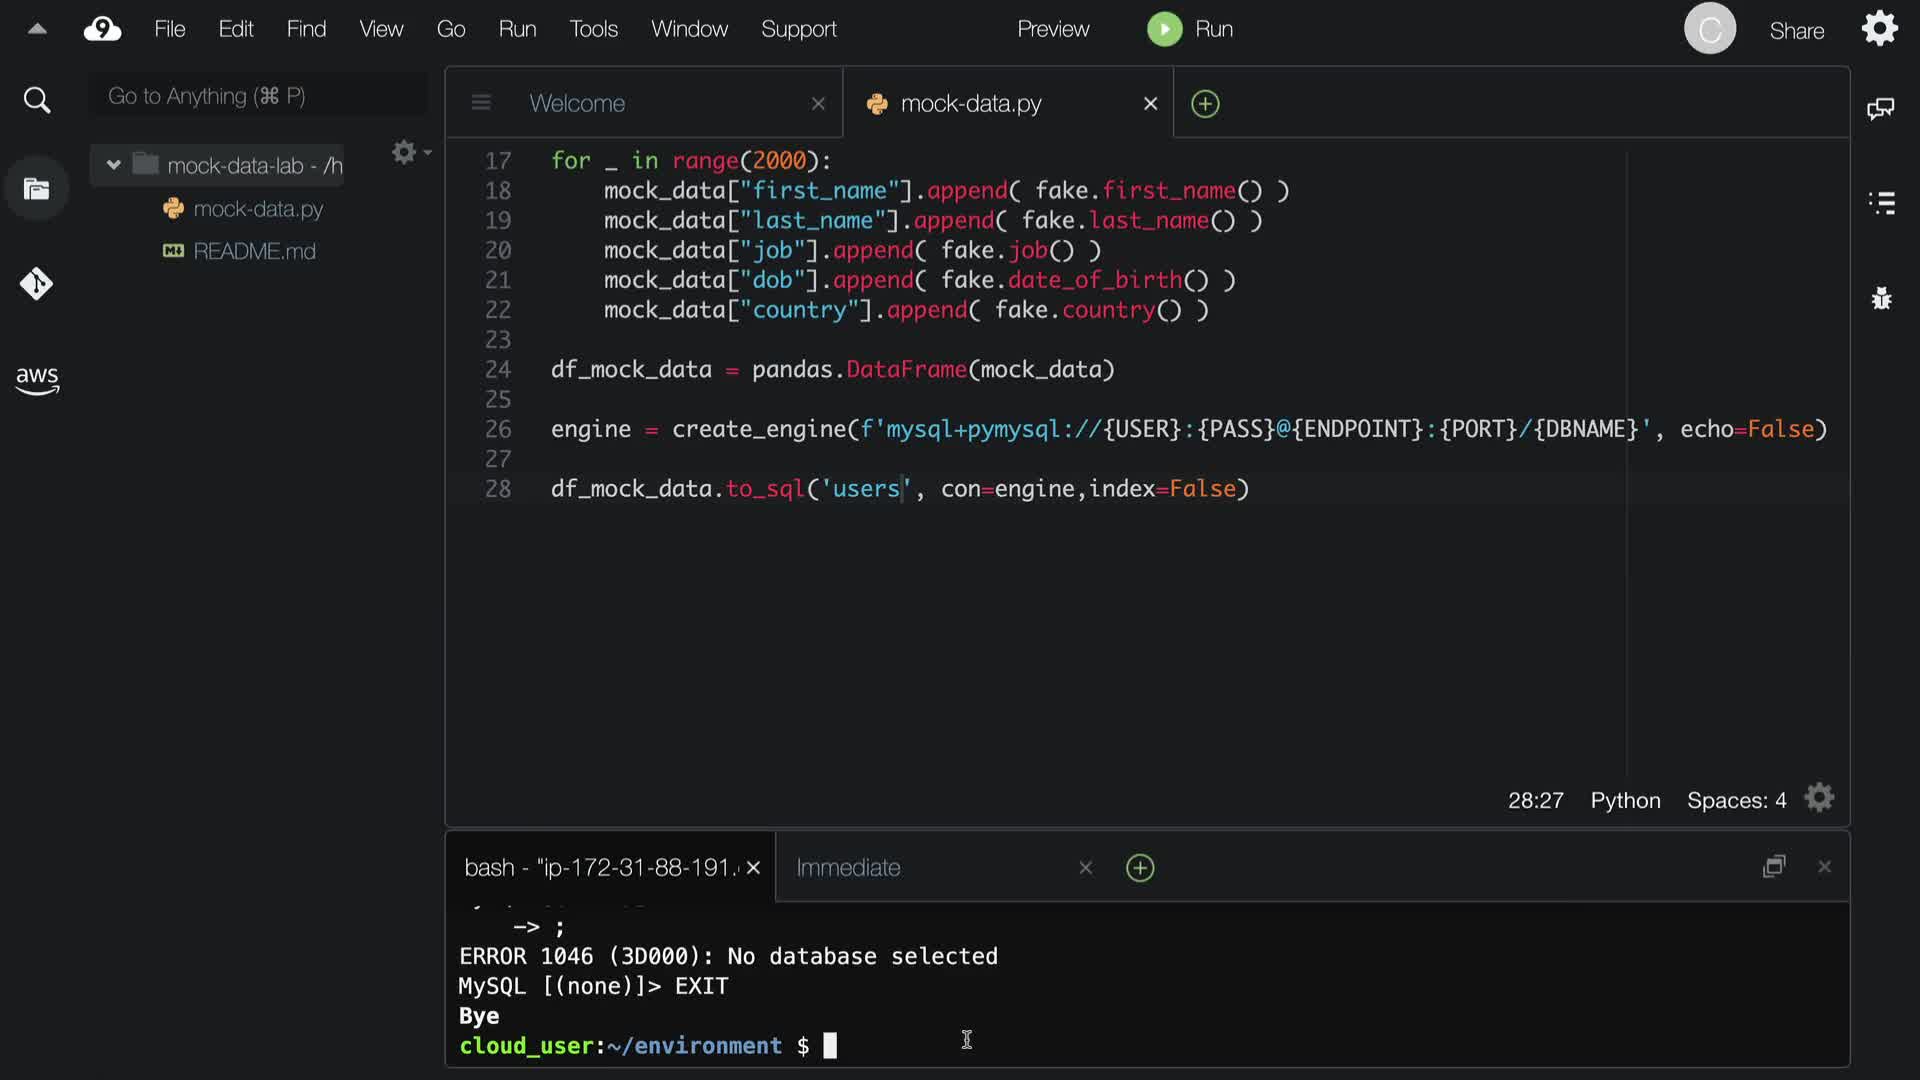 File Edit Find View Go Run Tools Window Support Preview Run C Share
Go to Anything (⌘ P)
Welcome
mock-data.py
mock-data-lab - /h
mock-data.py
README.md
aws
17 for _ in range(2000):
18 mock_data["first_name"].append( fake.first_name() )
19 mock_data["last_name"].append( fake.last_name() )
20 mock_data["job"].append( fake.job() )
21 mock_data["dob"].append( fake.date_of_birth() )
22 mock_data["country"].append( fake.country() )
23
24 df_mock_data = pandas.DataFrame(mock_data)
25
26 engine = create_engine(f'mysql+pymysql://{USER}:{PASS}@{ENDPOINT}:{PORT}/{DBNAME}', echo=False)
27
28 df_mock_data.to_sql('users', con=engine,index=False)
28:27 Python Spaces: 4
bash - "ip-172-31-88-191.
Immediate
-> ;
ERROR 1046 (3D000): No database selected
MySQL [(none)]> EXIT
Bye
cloud_user:~/environment $